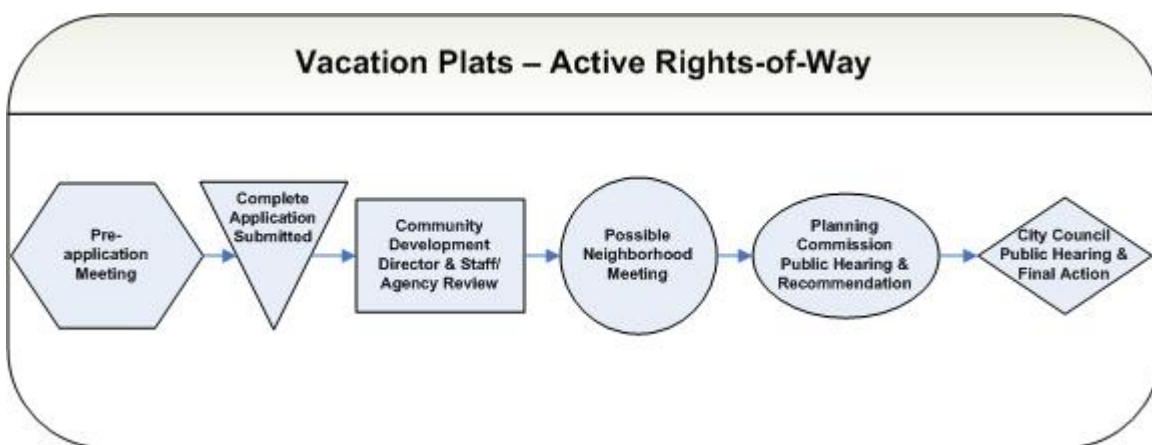 Vacation Plats – Active Rights-of-Way
Pre-
application
Meeting
Complete
Application
Submitted
Community
Development
Director & Staff/
Agency Review
Possible
Neighborhood
Meeting
Planning
Commission
Public Hearing &
Recommendation
City Council
Public Hearing &
Final Action